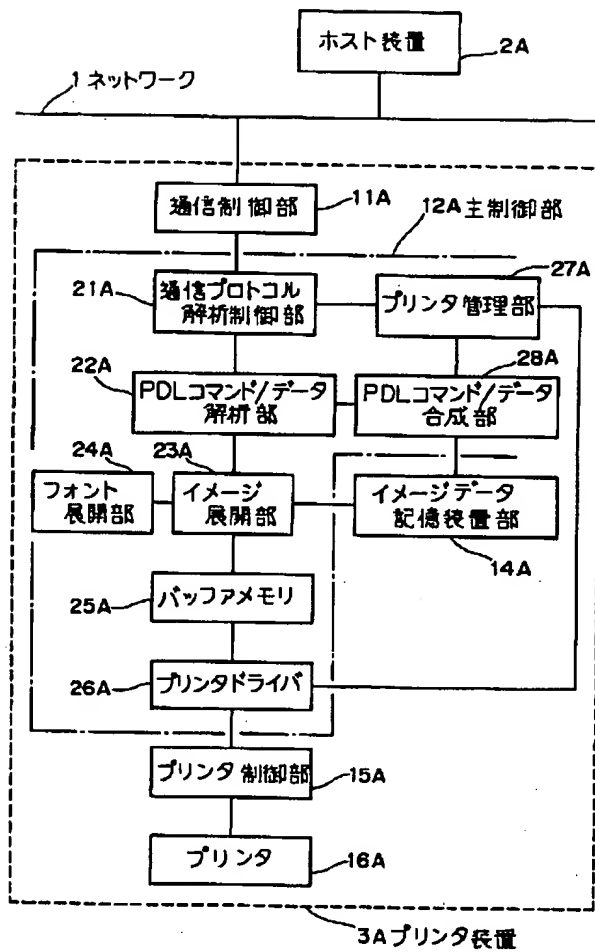 ホスト装置
2A
1 ネットワーク
通信制御部
11A
12A 主制御部
27A
21A
通信プロトコル
解析制御部
プリンタ管理部
22A
28A
PDLコマンド/データ
解析部
PDLコマンド/データ
合成部
24A
23A
フォント
展開部
イメージ
展開部
イメージデータ
記憶装置部
14A
25A
バッファメモリ
26A
プリンタドライバ
プリンタ制御部
15A
プリンタ
16A
3A プリンタ装置